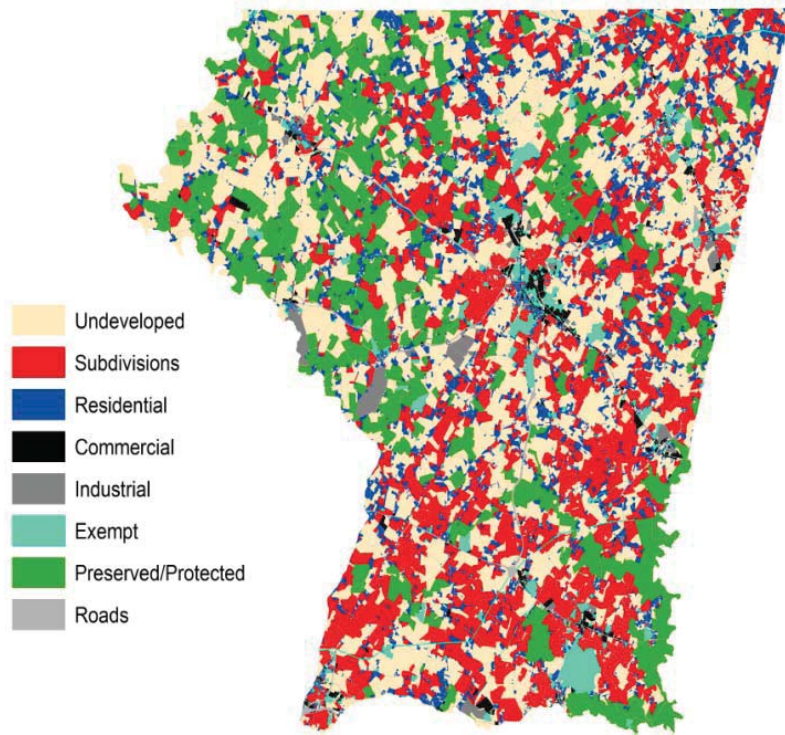 Undeveloped
Subdivisions
Residential
Commercial
Industrial
Exempt
Preserved/Protected
Roads